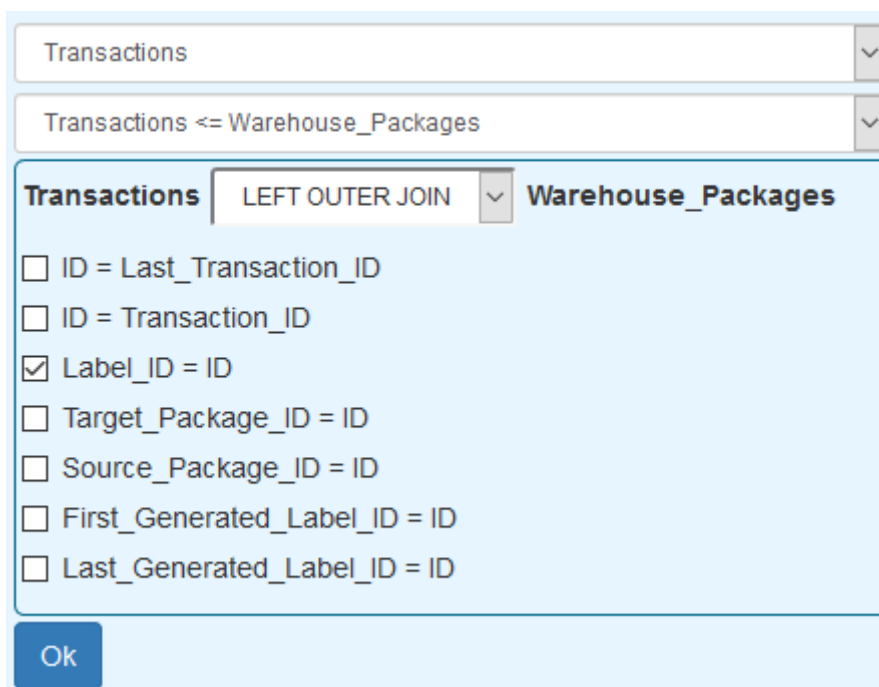 Transactions
Transactions <= Warehouse_Packages
Transactions LEFT OUTER JOIN Warehouse_Packages
ID = Last_Transaction_ID
ID = Transaction_ID
Label_ID = ID
Target_Package_ID = ID
Source_Package_ID = ID
First_Generated_Label_ID = ID
Last_Generated_Label_ID = ID
Ok